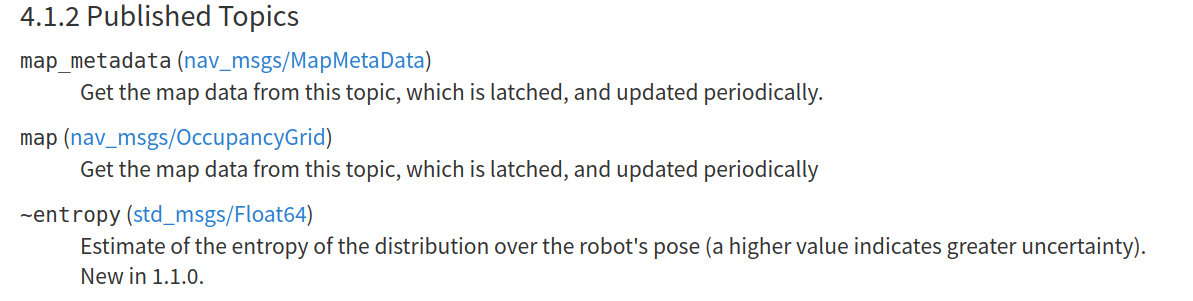 4.1.2 Published Topics
map_metadata (nav_msgs/MapMetaData)
Get the map data from this topic, which is latched, and updated periodically.
map (nav_msgs/OccupancyGrid)
Get the map data from this topic, which is latched, and updated periodically
~entropy (std_msgs/Float64)
Estimate of the entropy of the distribution over the robot's pose (a higher value indicates greater uncertainty).
New in 1.1.0.